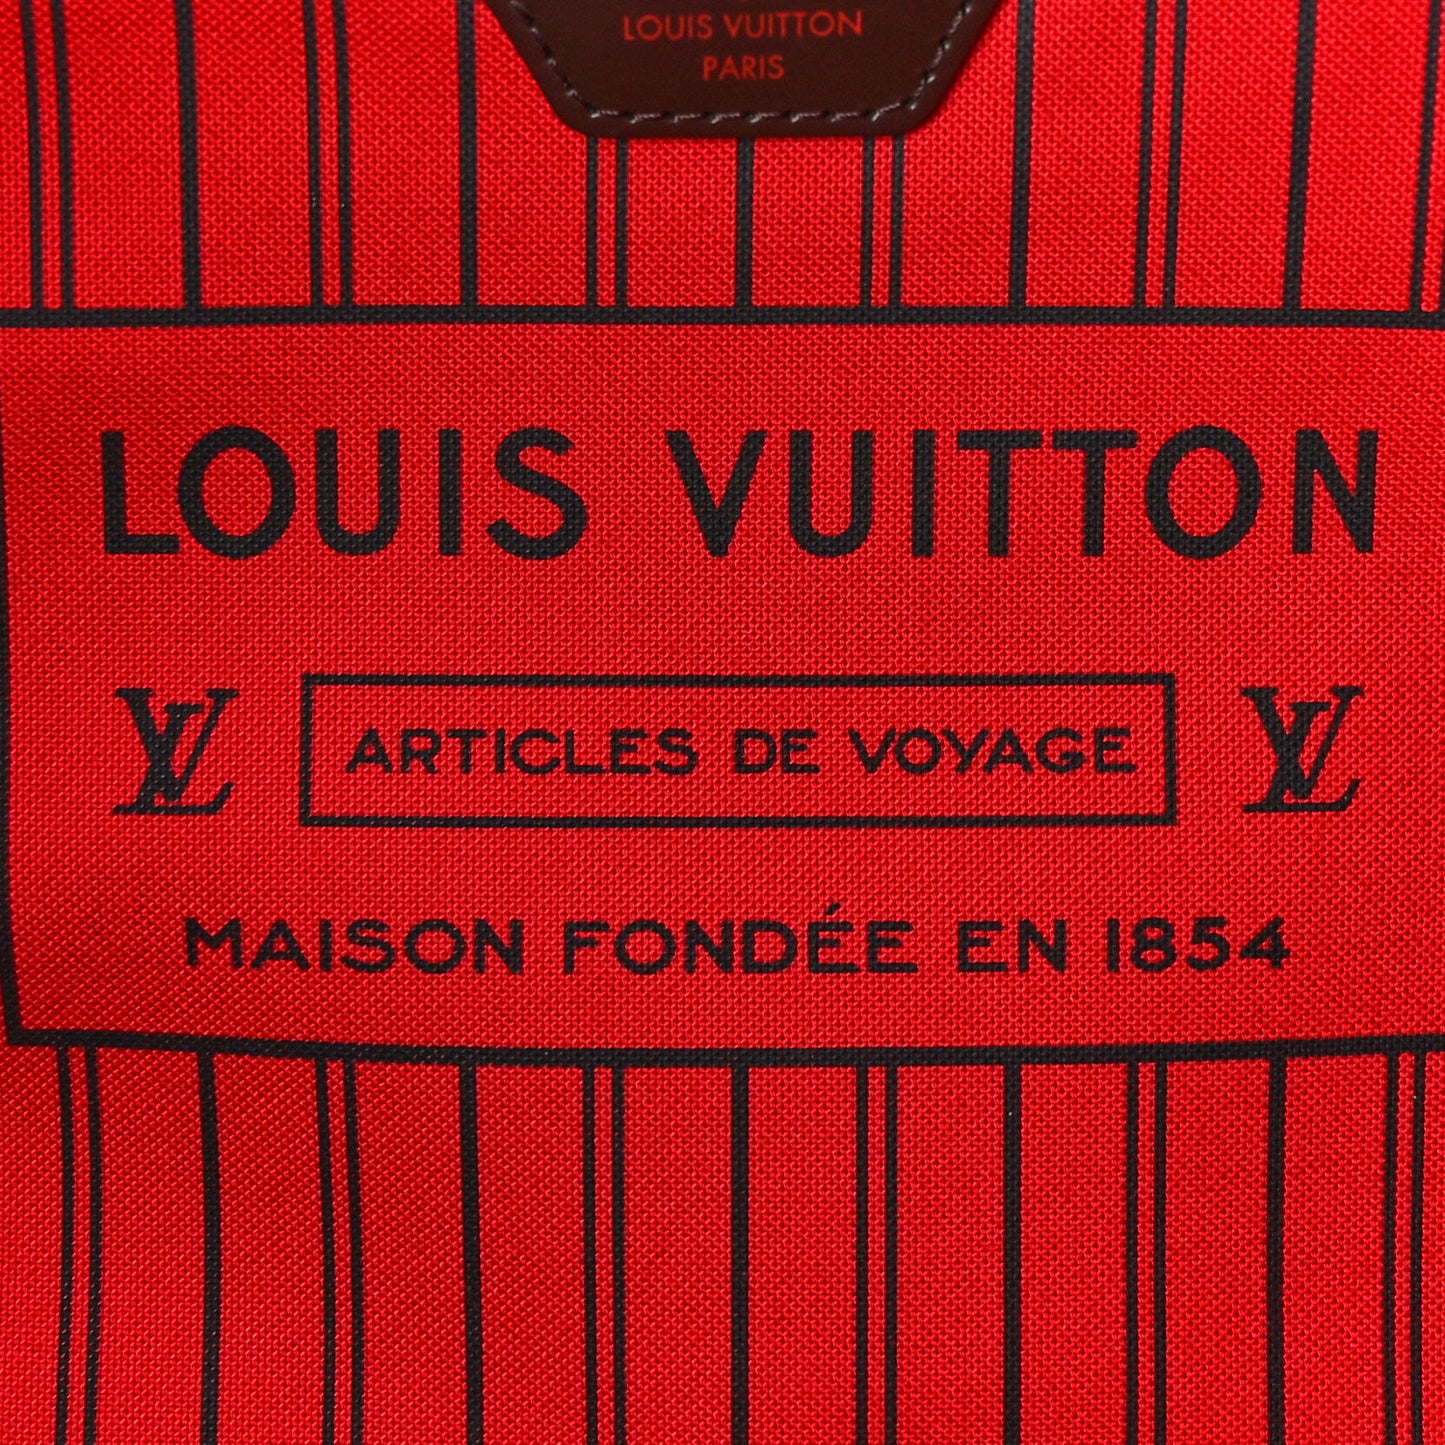 LOUIS VUITTON
PARIS
LOUIS VUITTON
LV ARTICLES DE VOYAGE LV
MAISON FONDÉE EN 1854